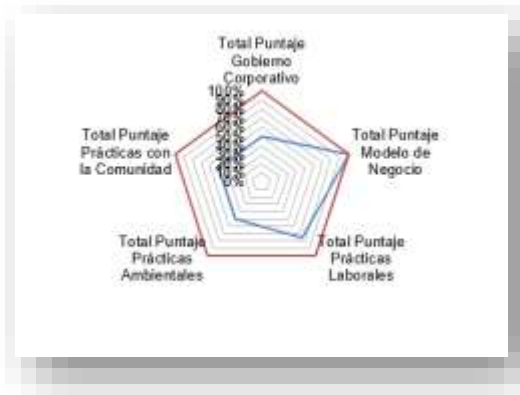 Total Puntaje
Gobierno
Corporativo
100%
Total Puntaje
Modelo de
Negocio
Total Puntaje
Prácticas
Laborales
Total Puntaje
Prácticas
Ambientales
Total Puntaje
Prácticas con
la Comunidad